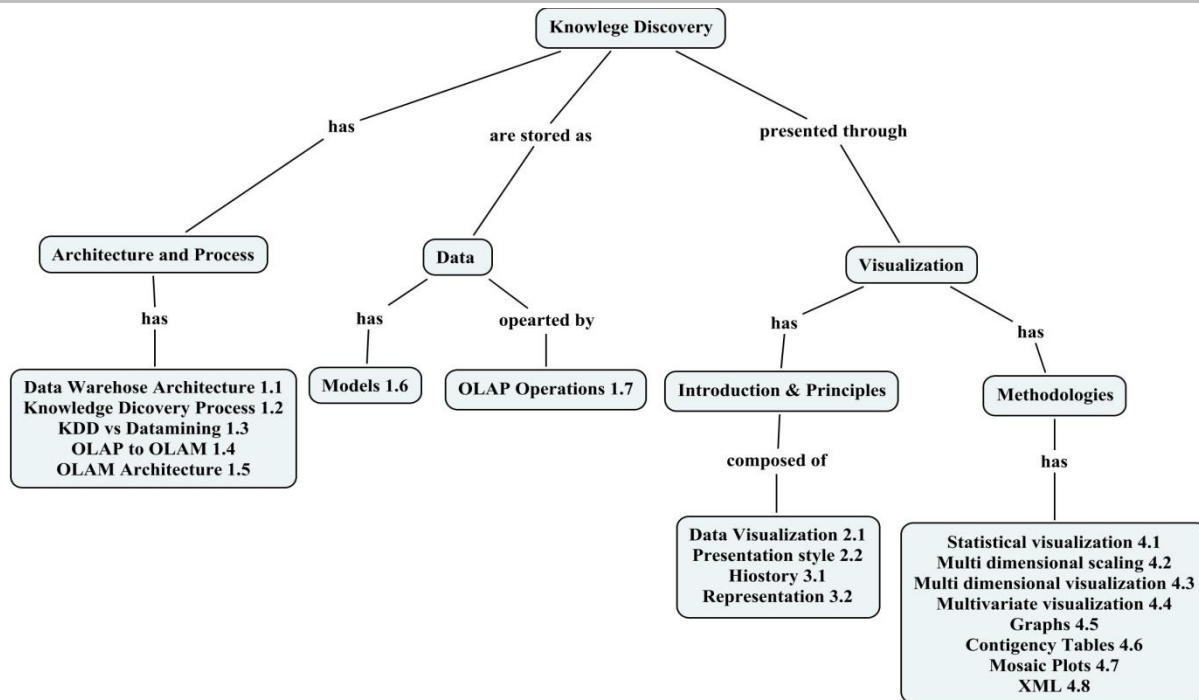 Knowlege Discovery
has
are stored as
presented through
Architecture and Process
Data
Visualization
has
has
opearted by
has
has
Data Warehose Architecture 1.1
Knowledge Dicovery Process 1.2
KDD vs Datamining 1.3
OLAP to OLAM 1.4
OLAM Architecture 1.5
Models 1.6
OLAP Operations 1.7
Introduction & Principles
Methodologies
composed of
has
Data Visualization 2.1
Presentation style 2.2
Hiostory 3.1
Representation 3.2
Statistical visualization 4.1
Multi dimensional scaling 4.2
Multi dimensional visualization 4.3
Multivariate visualization 4.4
Graphs 4.5
Contigency Tables 4.6
Mosaic Plots 4.7
XML 4.8